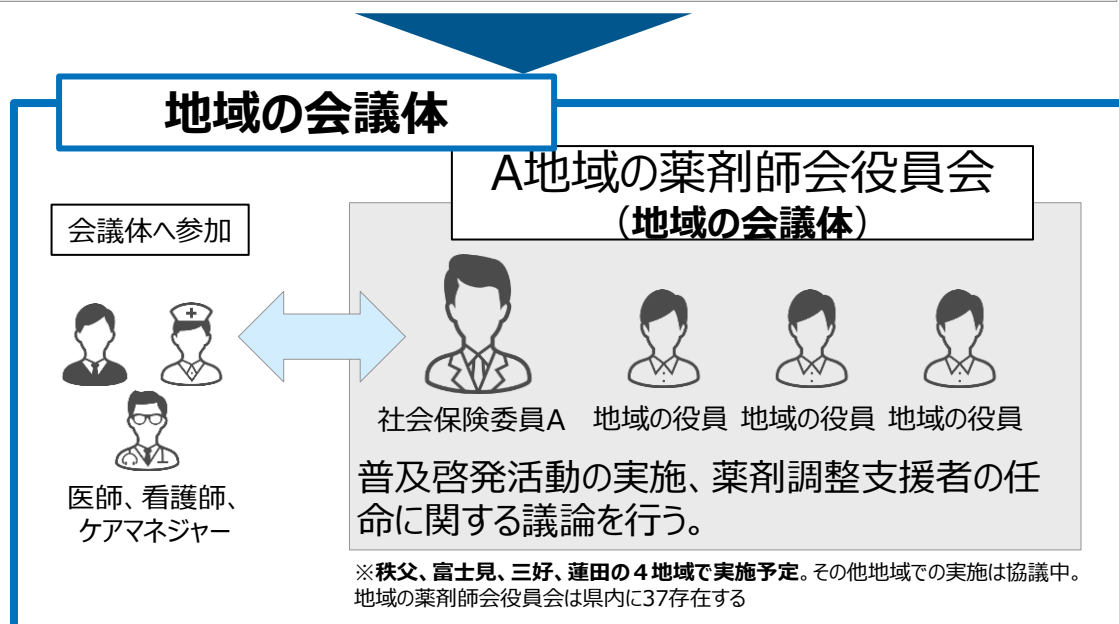 地域の会議体
A地域の薬剤師会役員会
（地域の会議体）
会議体へ参加
社会保険委員A
地域の役員
地域の役員
地域の役員
医師、看護師、
ケアマネジャー
普及啓発活動の実施、薬剤調整支援者の任
命に関する議論を行う。
※秩父、富士見、三好、蓮田の４地域で実施予定。その他地域での実施は協議中。
地域の薬剤師会役員会は県内に37存在する